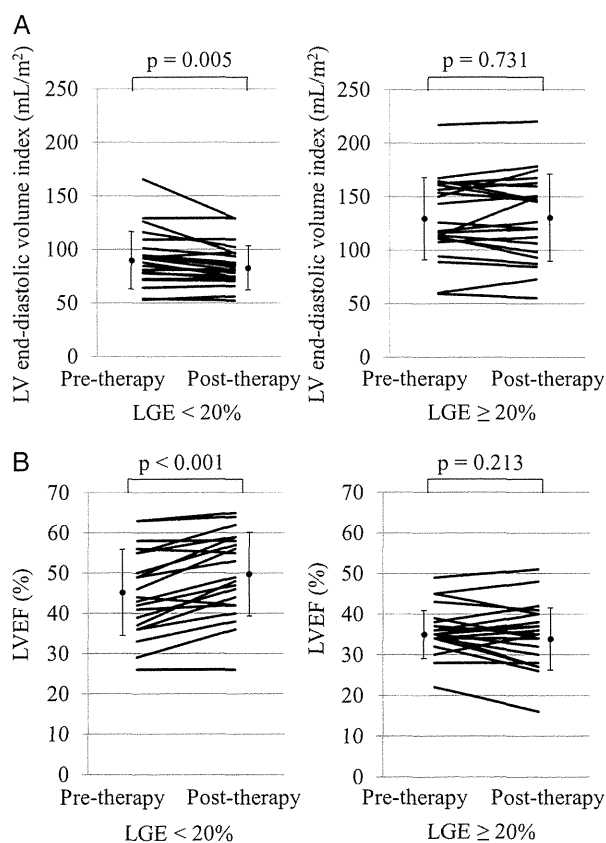 A
p = 0.005
p = 0.731
LV end-diastolic volume index (mL/m²)
250
200
150
100
50
0
Pre-therapy Post-therapy
LGE < 20%
LV end-diastolic volume index (mL/m²)
250
200
150
100
50
0
Pre-therapy Post-therapy
LGE ≥ 20%
B
p < 0.001
p = 0.213
LVEF (%)
70
60
50
40
30
20
10
0
Pre-therapy Post-therapy
LGE < 20%
LVEF (%)
70
60
50
40
30
20
10
0
Pre-therapy Post-therapy
LGE ≥ 20%